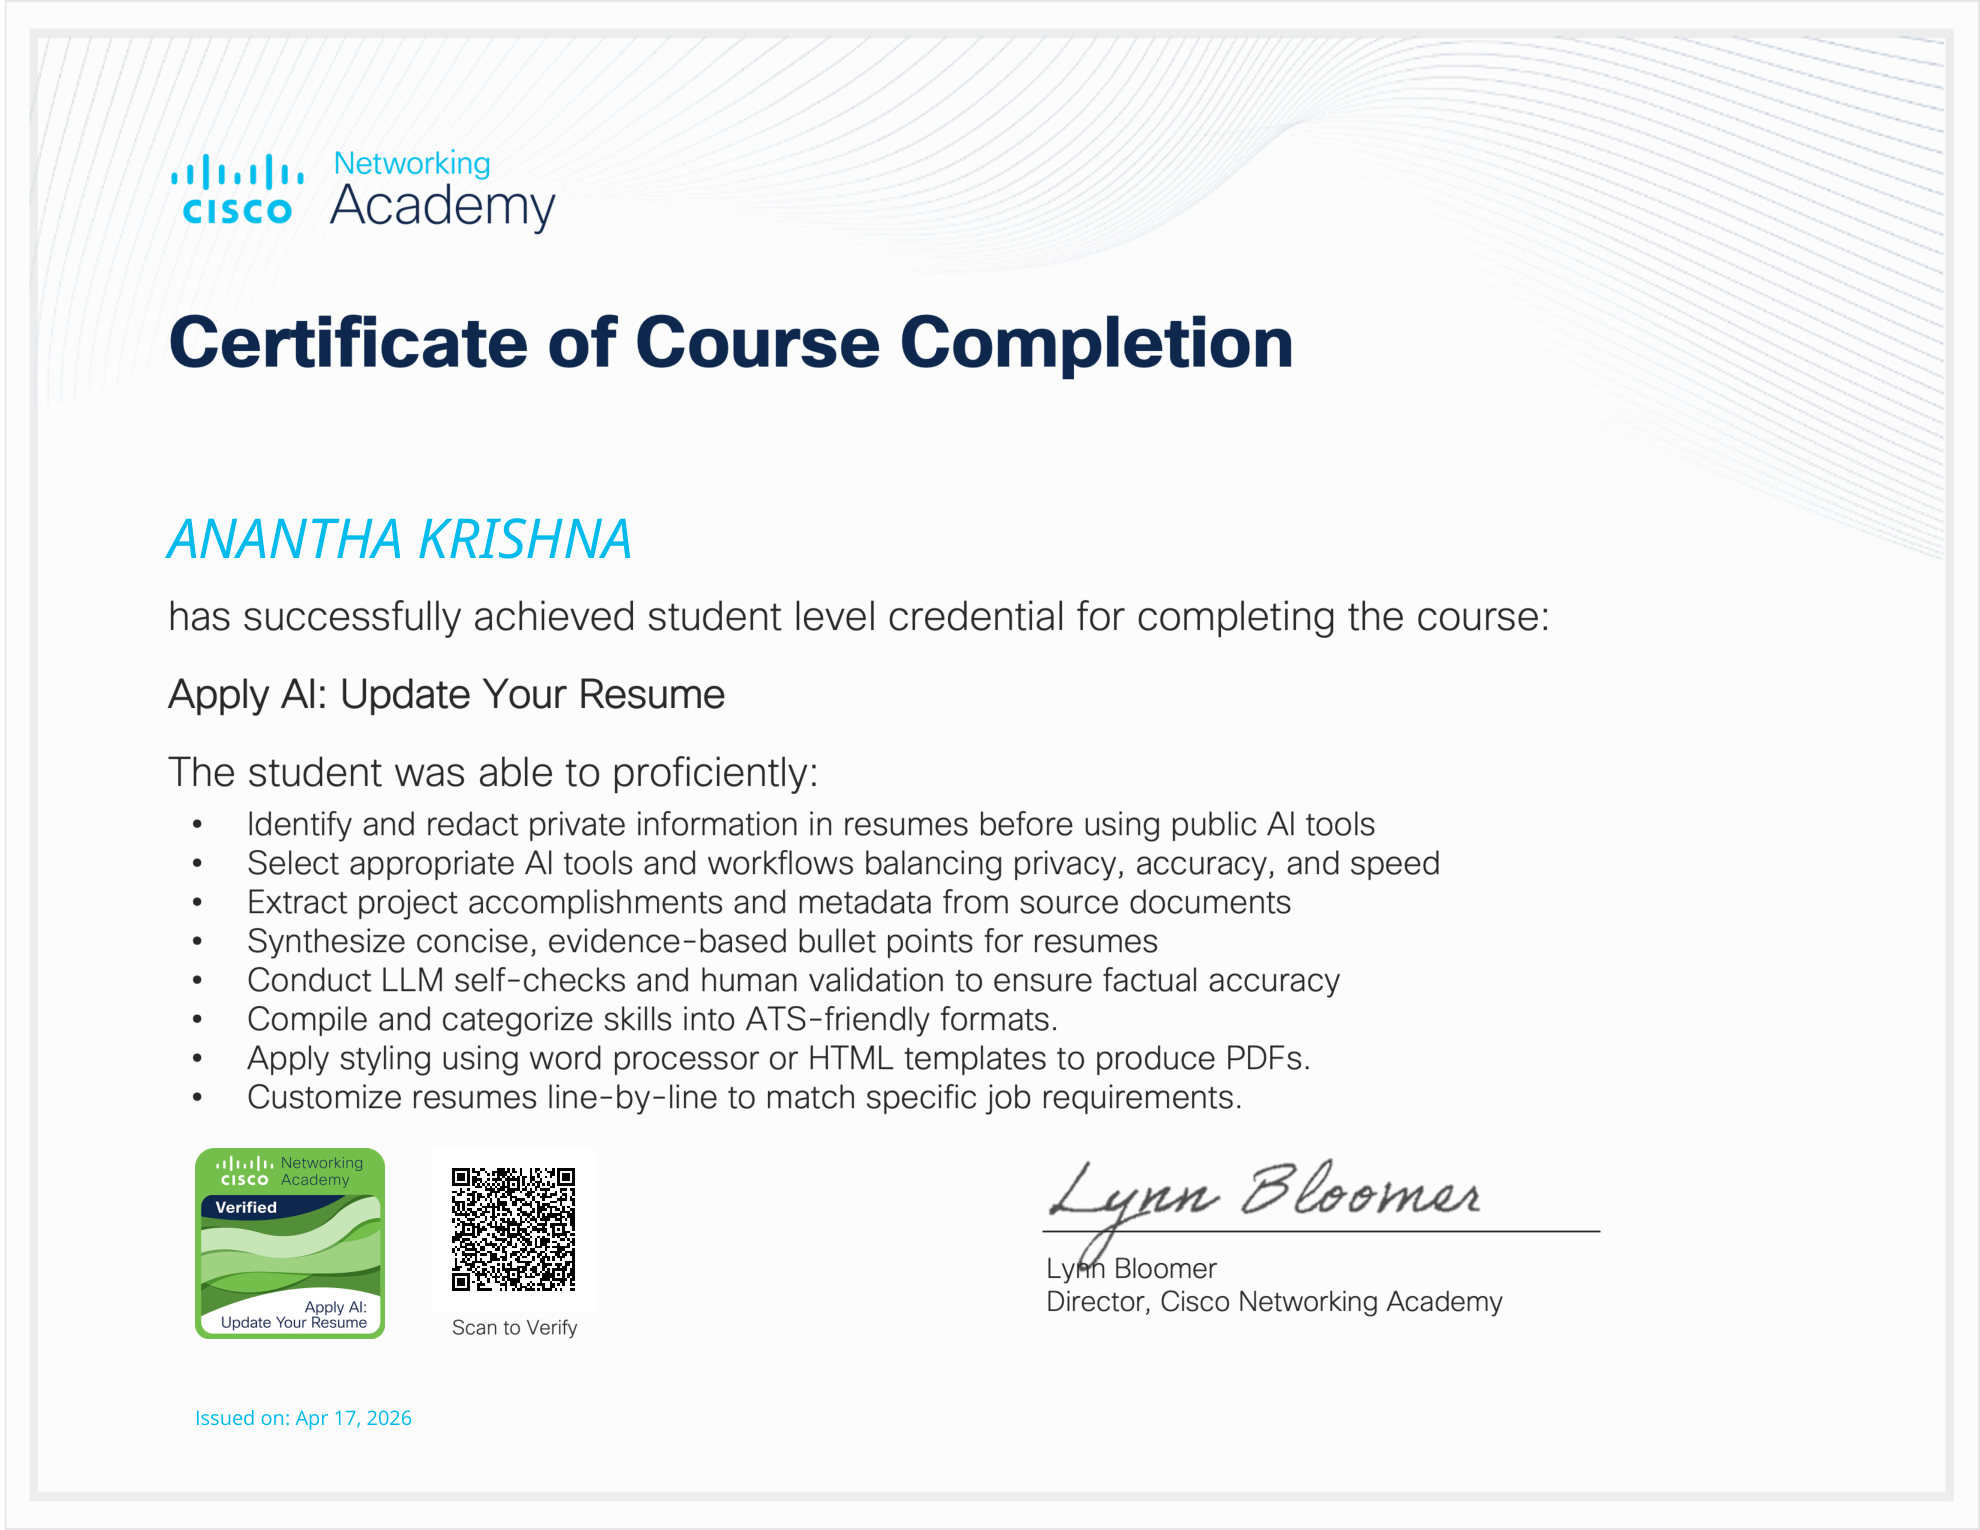 Networking
CISCO Academy
Certificate of Course Completion
ANANTHA KRISHNA
has successfully achieved student level credential for completing the course:
Apply AI: Update Your Resume
The student was able to proficiently:
• Identify and redact private information in resumes before using public AI tools
• Select appropriate AI tools and workflows balancing privacy, accuracy, and speed
• Extract project accomplishments and metadata from source documents
• Synthesize concise, evidence-based bullet points for resumes
• Conduct LLM self-checks and human validation to ensure factual accuracy
• Compile and categorize skills into ATS-friendly formats.
• Apply styling using word processor or HTML templates to produce PDFs.
• Customize resumes line-by-line to match specific job requirements.
Networking
CISCO Academy
Verified
Apply AI:
Update Your Resume
Scan to Verify
Lynn Bloomer
Lynn Bloomer
Director, Cisco Networking Academy
Issued on: Apr 17, 2026